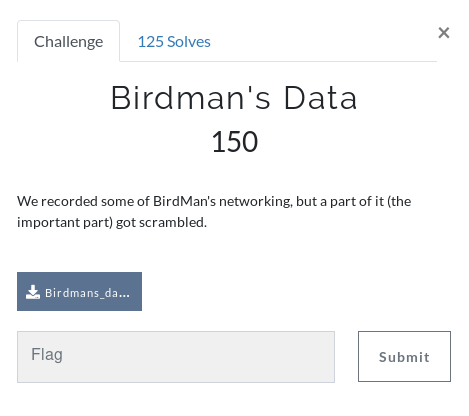 Challenge
125 Solves
×
Birdman's Data
150
We recorded some of BirdMan's networking, but a part of it (the
important part) got scrambled.
Birdmans_da...
Flag
Submit